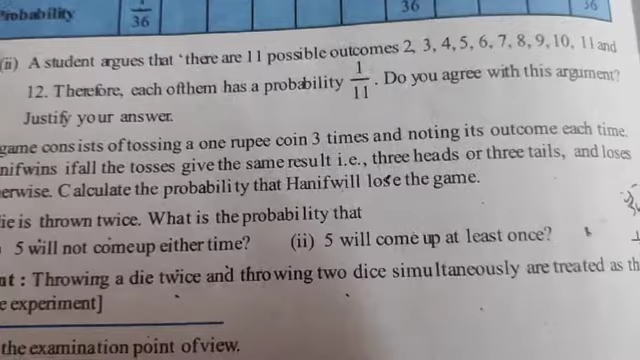 Probability 1/36 36 36
(ii) A student argues that 'there are 11 possible outcomes 2, 3, 4, 5, 6, 7, 8, 9, 10, 11 and
12. Therefore, each of them has a probability 1/11. Do you agree with this argument?
Justify your answer.
game consists of tossing a one rupee coin 3 times and noting its outcome each time.
nif wins if all the tosses give the same result i.e., three heads or three tails, and loses
erwise. Calculate the probability that Hanif will lose the game.
ie is thrown twice. What is the probability that
5 will not come up either time? (ii) 5 will come up at least once?
nt : Throwing a die twice and throwing two dice simultaneously are treated as th
e experiment]
the examination point of view.